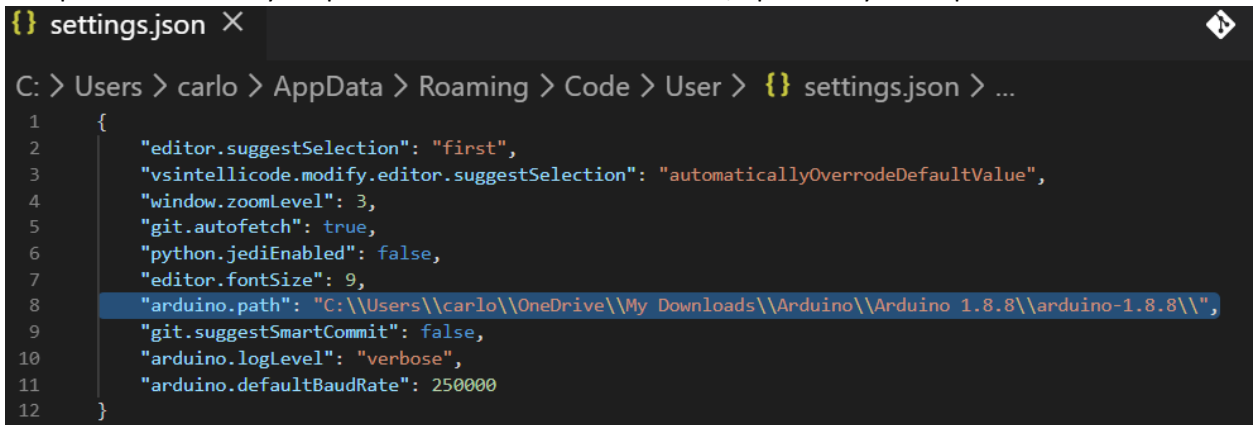 {} settings.json ×
C: > Users > carlo > AppData > Roaming > Code > User > {} settings.json > ...
1 {
2 "editor.suggestSelection": "first",
3 "vsintellicode.modify.editor.suggestSelection": "automaticallyOverrodeDefaultValue",
4 "window.zoomLevel": 3,
5 "git.autofetch": true,
6 "python.jediEnabled": false,
7 "editor.fontSize": 9,
8 "arduino.path": "C:\\Users\\carlo\\OneDrive\\My Downloads\\Arduino\\Arduino 1.8.8\\arduino-1.8.8\\",
9 "git.suggestSmartCommit": false,
10 "arduino.logLevel": "verbose",
11 "arduino.defaultBaudRate": 250000
12 }